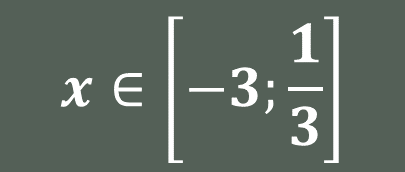 x ∈ [−3; 1/3]